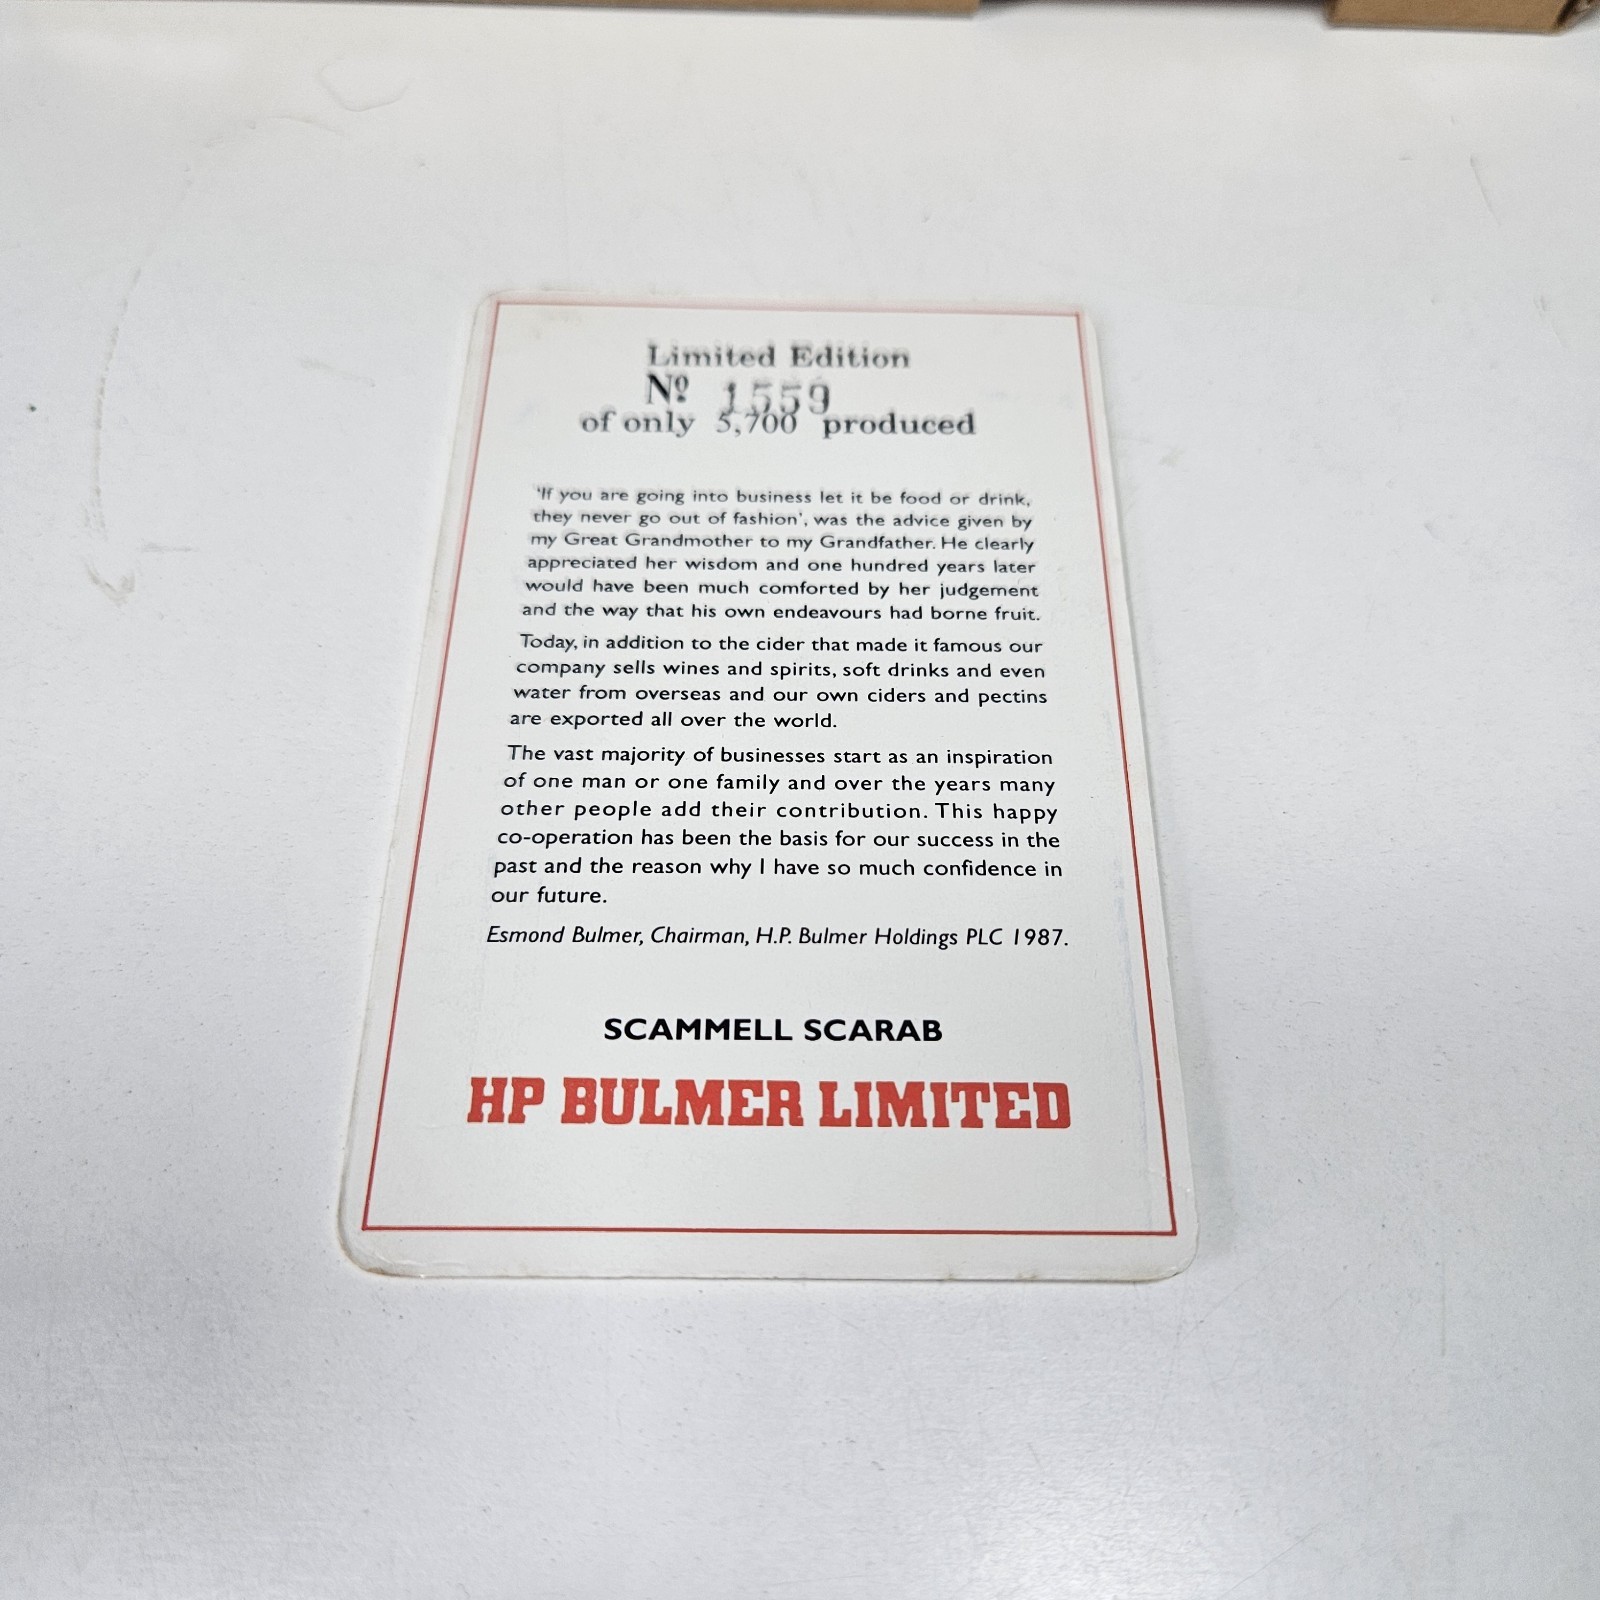 Limited Edition
Nº 1559
of only 5,700 produced
'If you are going into business let it be food or drink,
they never go out of fashion', was the advice given by
my Great Grandmother to my Grandfather. He clearly
appreciated her wisdom and one hundred years later
would have been much comforted by her judgement
and the way that his own endeavours had borne fruit.
Today, in addition to the cider that made it famous our
company sells wines and spirits, soft drinks and even
water from overseas and our own ciders and pectins
are exported all over the world.
The vast majority of businesses start as an inspiration
of one man or one family and over the years many
other people add their contribution. This happy
co-operation has been the basis for our success in the
past and the reason why I have so much confidence in
our future.
Esmond Bulmer, Chairman, H.P. Bulmer Holdings PLC 1987.
SCAMMELL SCARAB
HP BULMER LIMITED